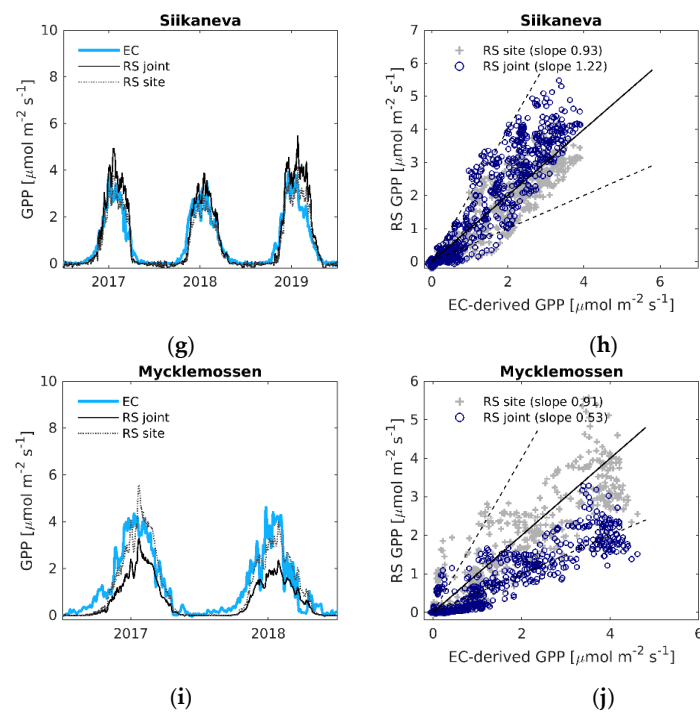 Siikaneva
10
8
6
4
2
0
GPP [μmol m⁻² s⁻¹]
EC
RS joint
RS site
2017
2018
2019
(g)
7
6
5
4
3
2
1
0
RS GPP [μmol m⁻² s⁻¹]
RS site (slope 0.93)
RS joint (slope 1.22)
0
2
4
6
EC-derived GPP [μmol m⁻² s⁻¹]
(h)
Mycklemossen
10
8
6
4
2
0
GPP [μmol m⁻² s⁻¹]
EC
RS joint
RS site
2017
2018
(i)
Mycklemossen
6
5
4
3
2
1
0
RS GPP [μmol m⁻² s⁻¹]
RS site (slope 0.91)
RS joint (slope 0.53)
0
2
4
6
EC-derived GPP [μmol m⁻² s⁻¹]
(j)